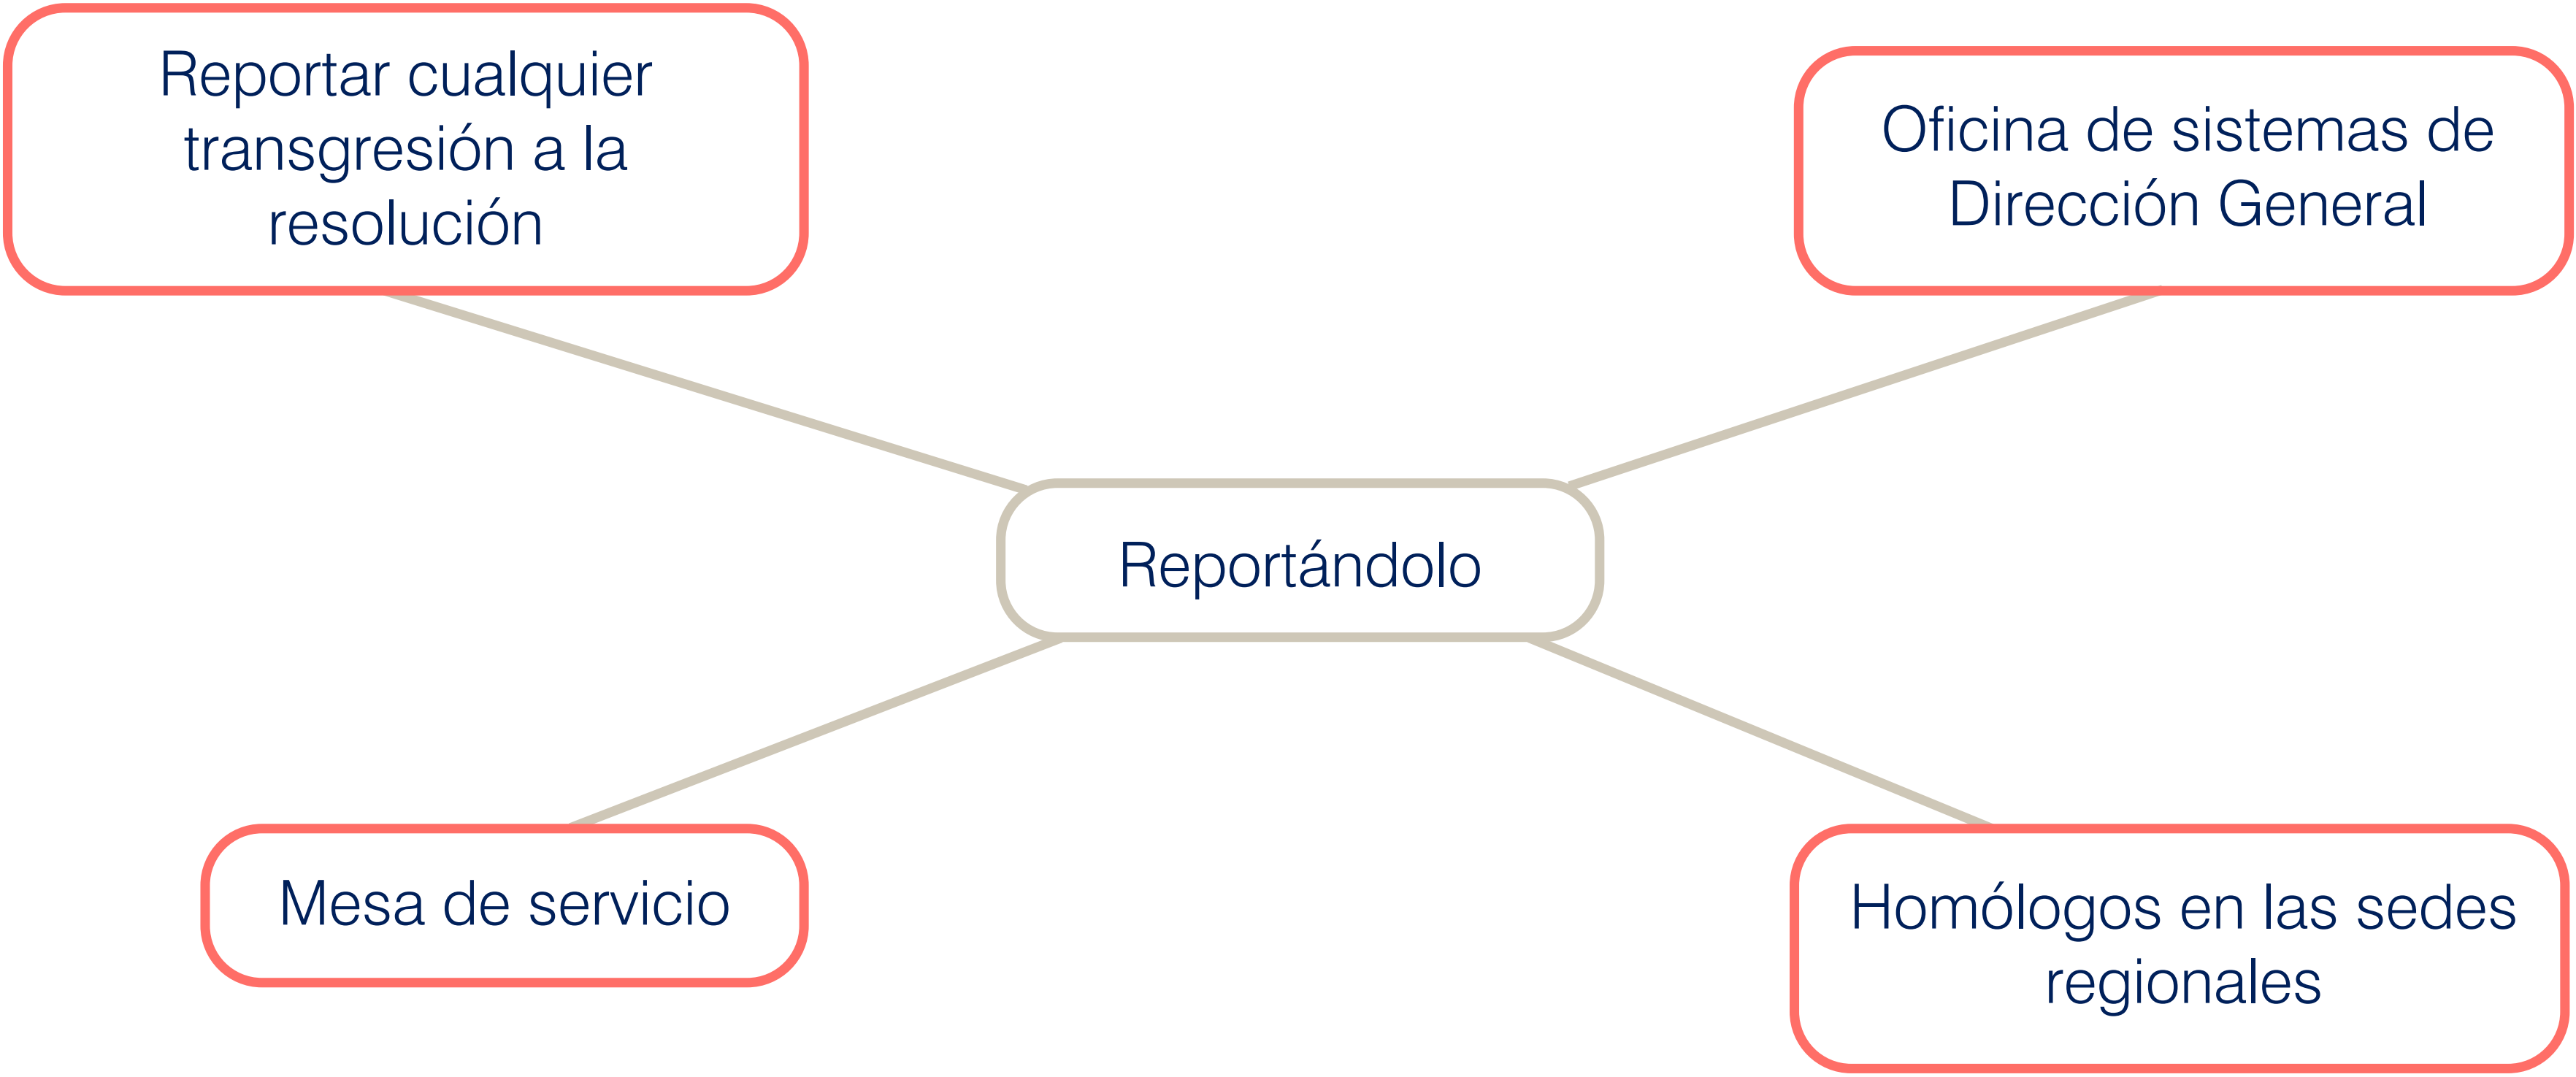 Reportar cualquier
transgresión a la
resolución
Oficina de sistemas de
Dirección General
Reportándolo
Mesa de servicio
Homólogos en las sedes
regionales